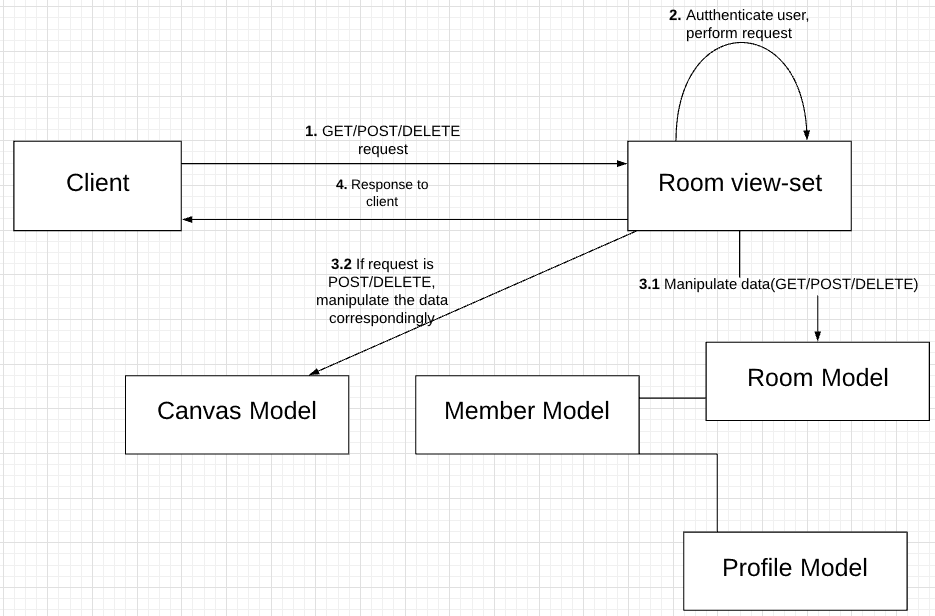 2. Autthenticate user,
perform request
1. GET/POST/DELETE
request
Client
Room view-set
4. Response to
client
3.2 If request is
POST/DELETE,
manipulate the data
correspondingly
3.1 Manipulate data(GET/POST/DELETE)
Room Model
Canvas Model
Member Model
Profile Model